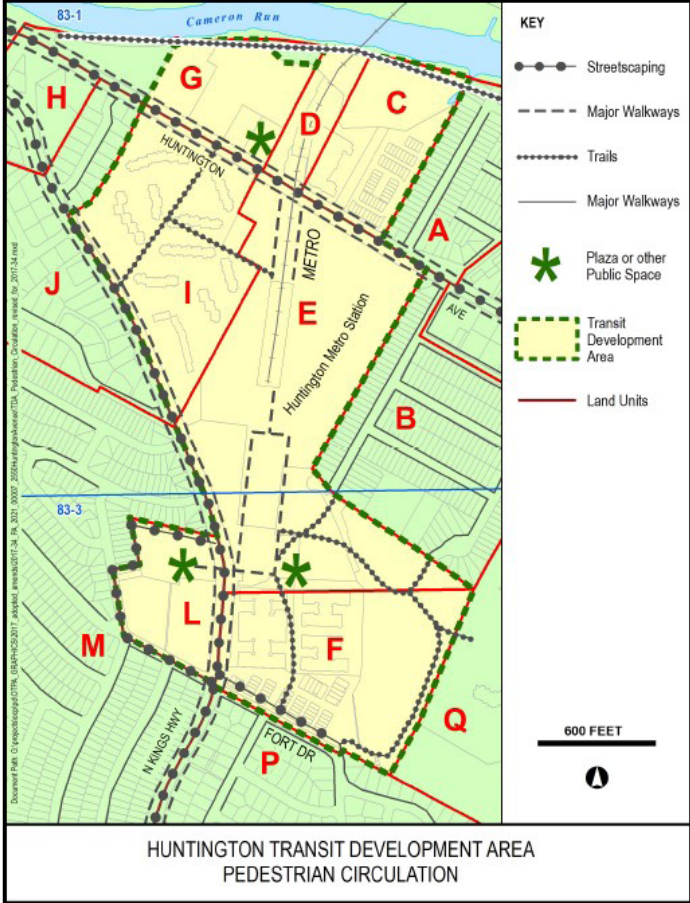 83-1
Cameron Run
G
H
D
C
HUNTINGTON
A
METRO
J
I
E
AVE
Huntington Metro Station
B
83-3
L
M
F
Q
N KINGS HWY
FORT DR
P
KEY
Streetscaping
Major Walkways
Trails
Major Walkways
Plaza or other
Public Space
Transit
Development
Area
Land Units
600 FEET
HUNTINGTON TRANSIT DEVELOPMENT AREA
PEDESTRIAN CIRCULATION